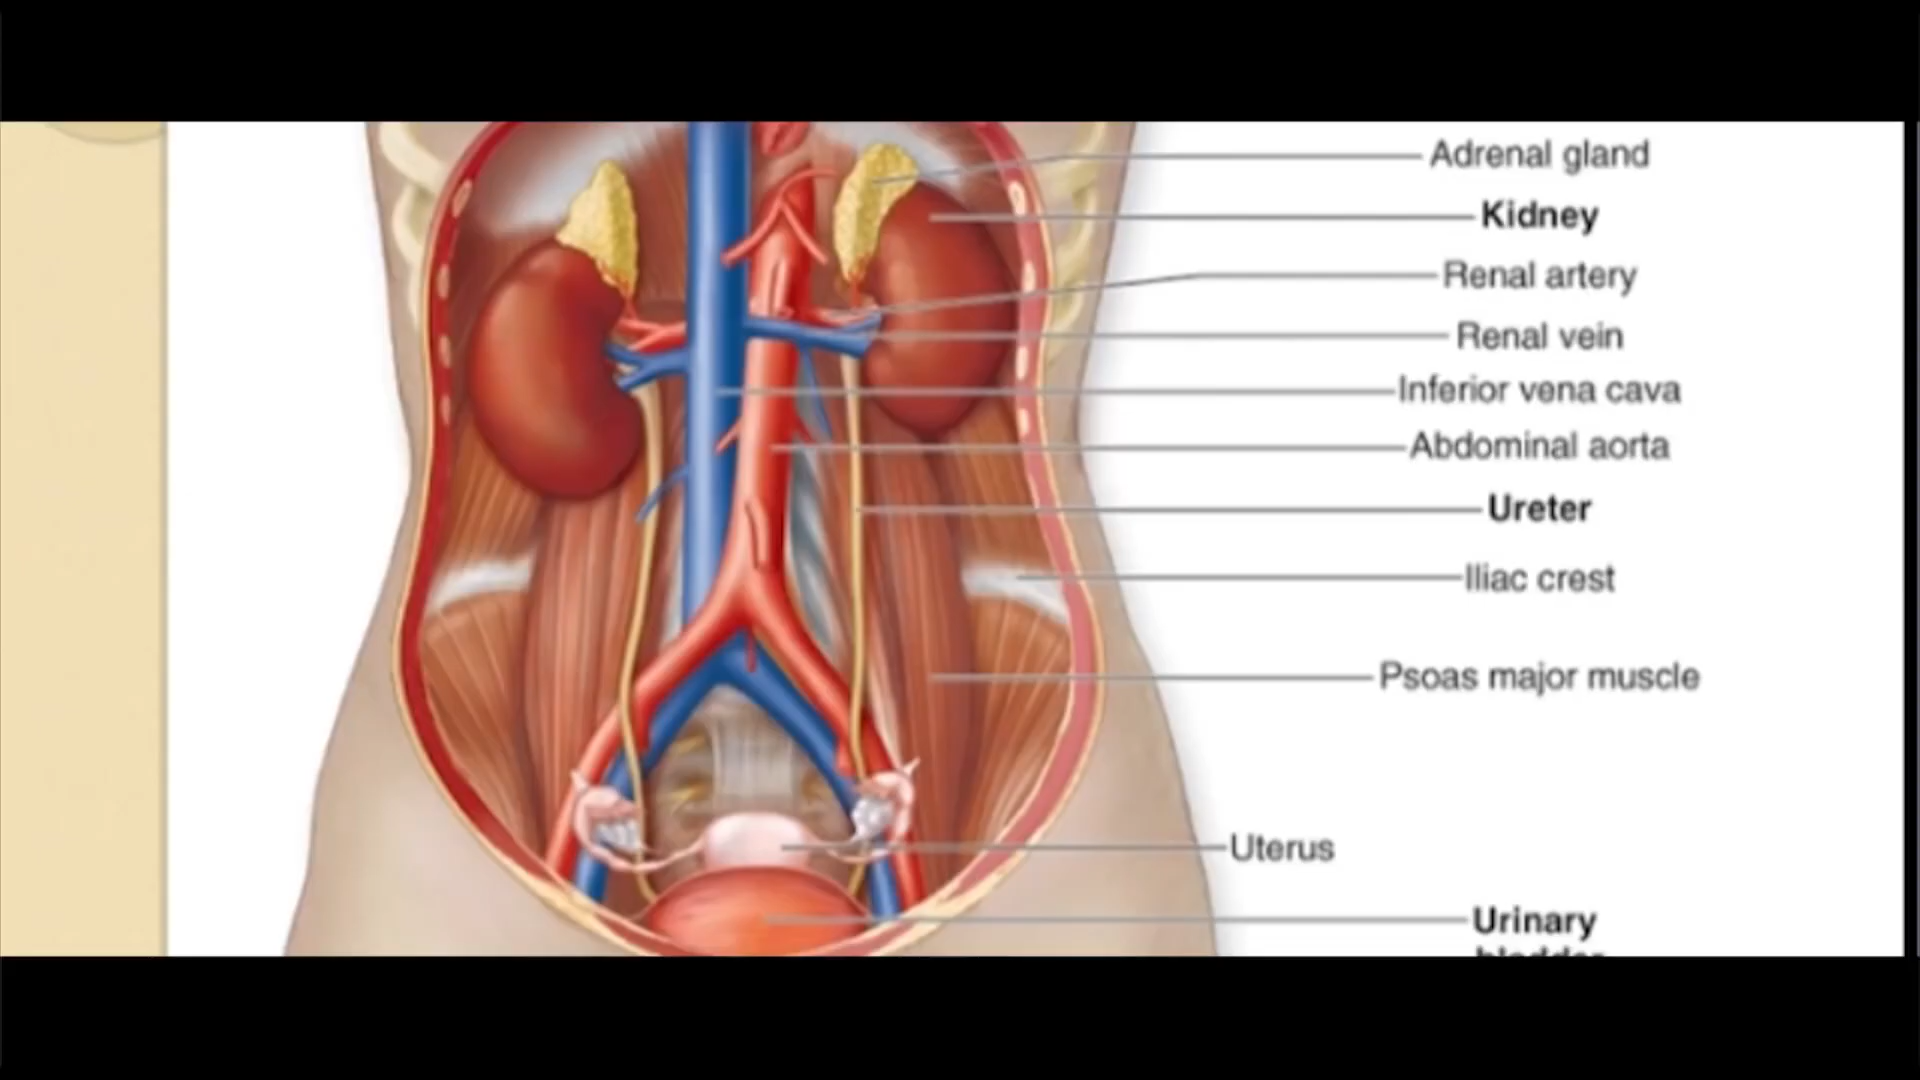 Adrenal gland
Kidney
Renal artery
Renal vein
Inferior vena cava
Abdominal aorta
Ureter
Iliac crest
Psoas major muscle
Uterus
Urinary
bladder